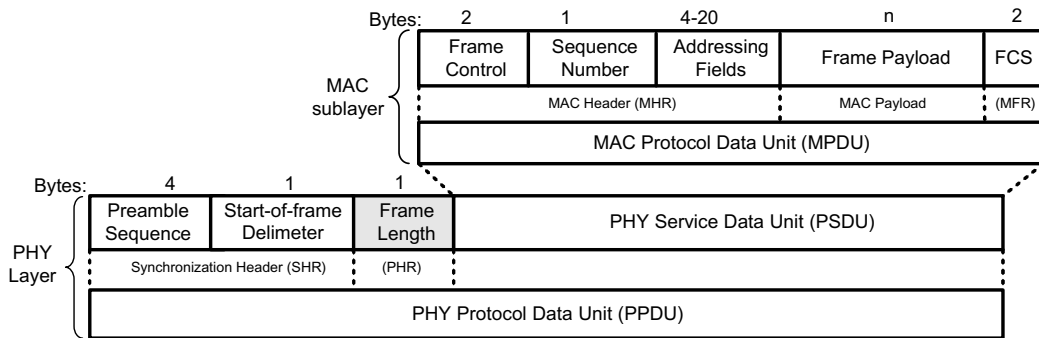 Bytes: 2 1 4-20 n 2
Frame Control
Sequence Number
Addressing Fields
Frame Payload
FCS
MAC sublayer
MAC Header (MHR)
MAC Payload
(MFR)
MAC Protocol Data Unit (MPDU)
Bytes: 4 1 1
Preamble Sequence
Start-of-frame Delimeter
Frame Length
PHY Service Data Unit (PSDU)
PHY Layer
Synchronization Header (SHR)
(PHR)
PHY Protocol Data Unit (PPDU)